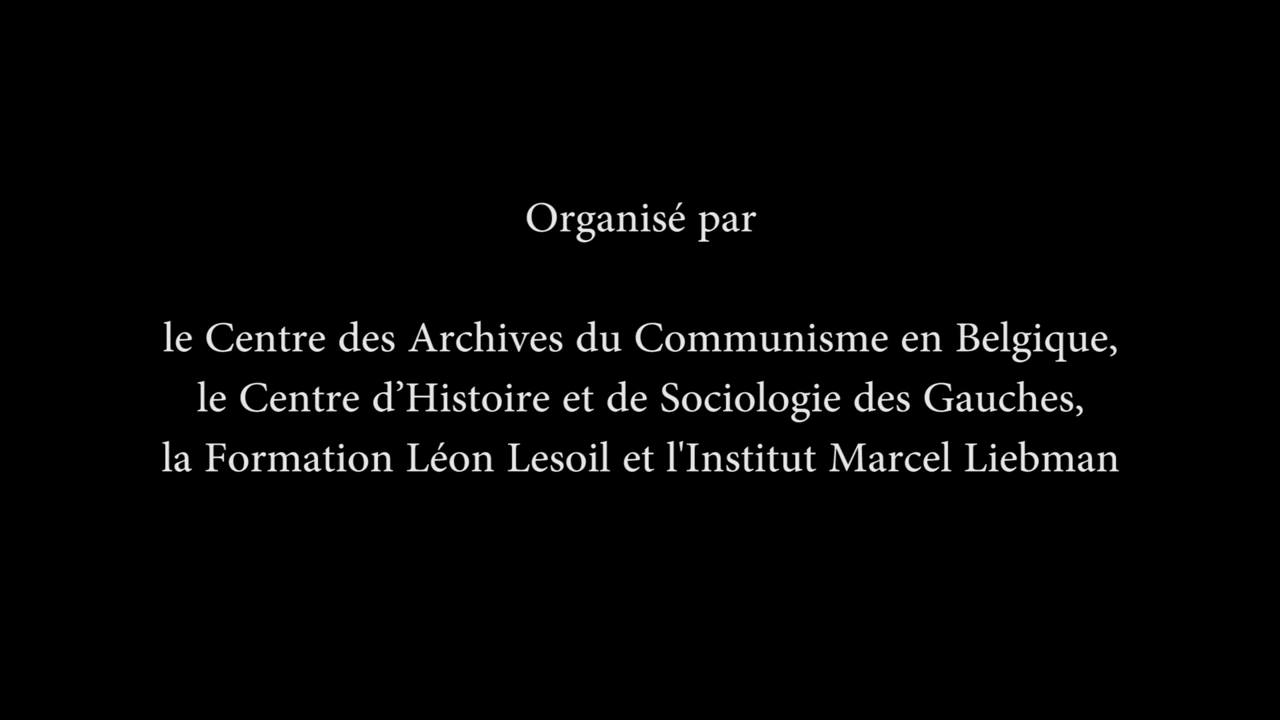 Organisé par
le Centre des Archives du Communisme en Belgique,
le Centre d’Histoire et de Sociologie des Gauches,
la Formation Léon Lesoil et l'Institut Marcel Liebman